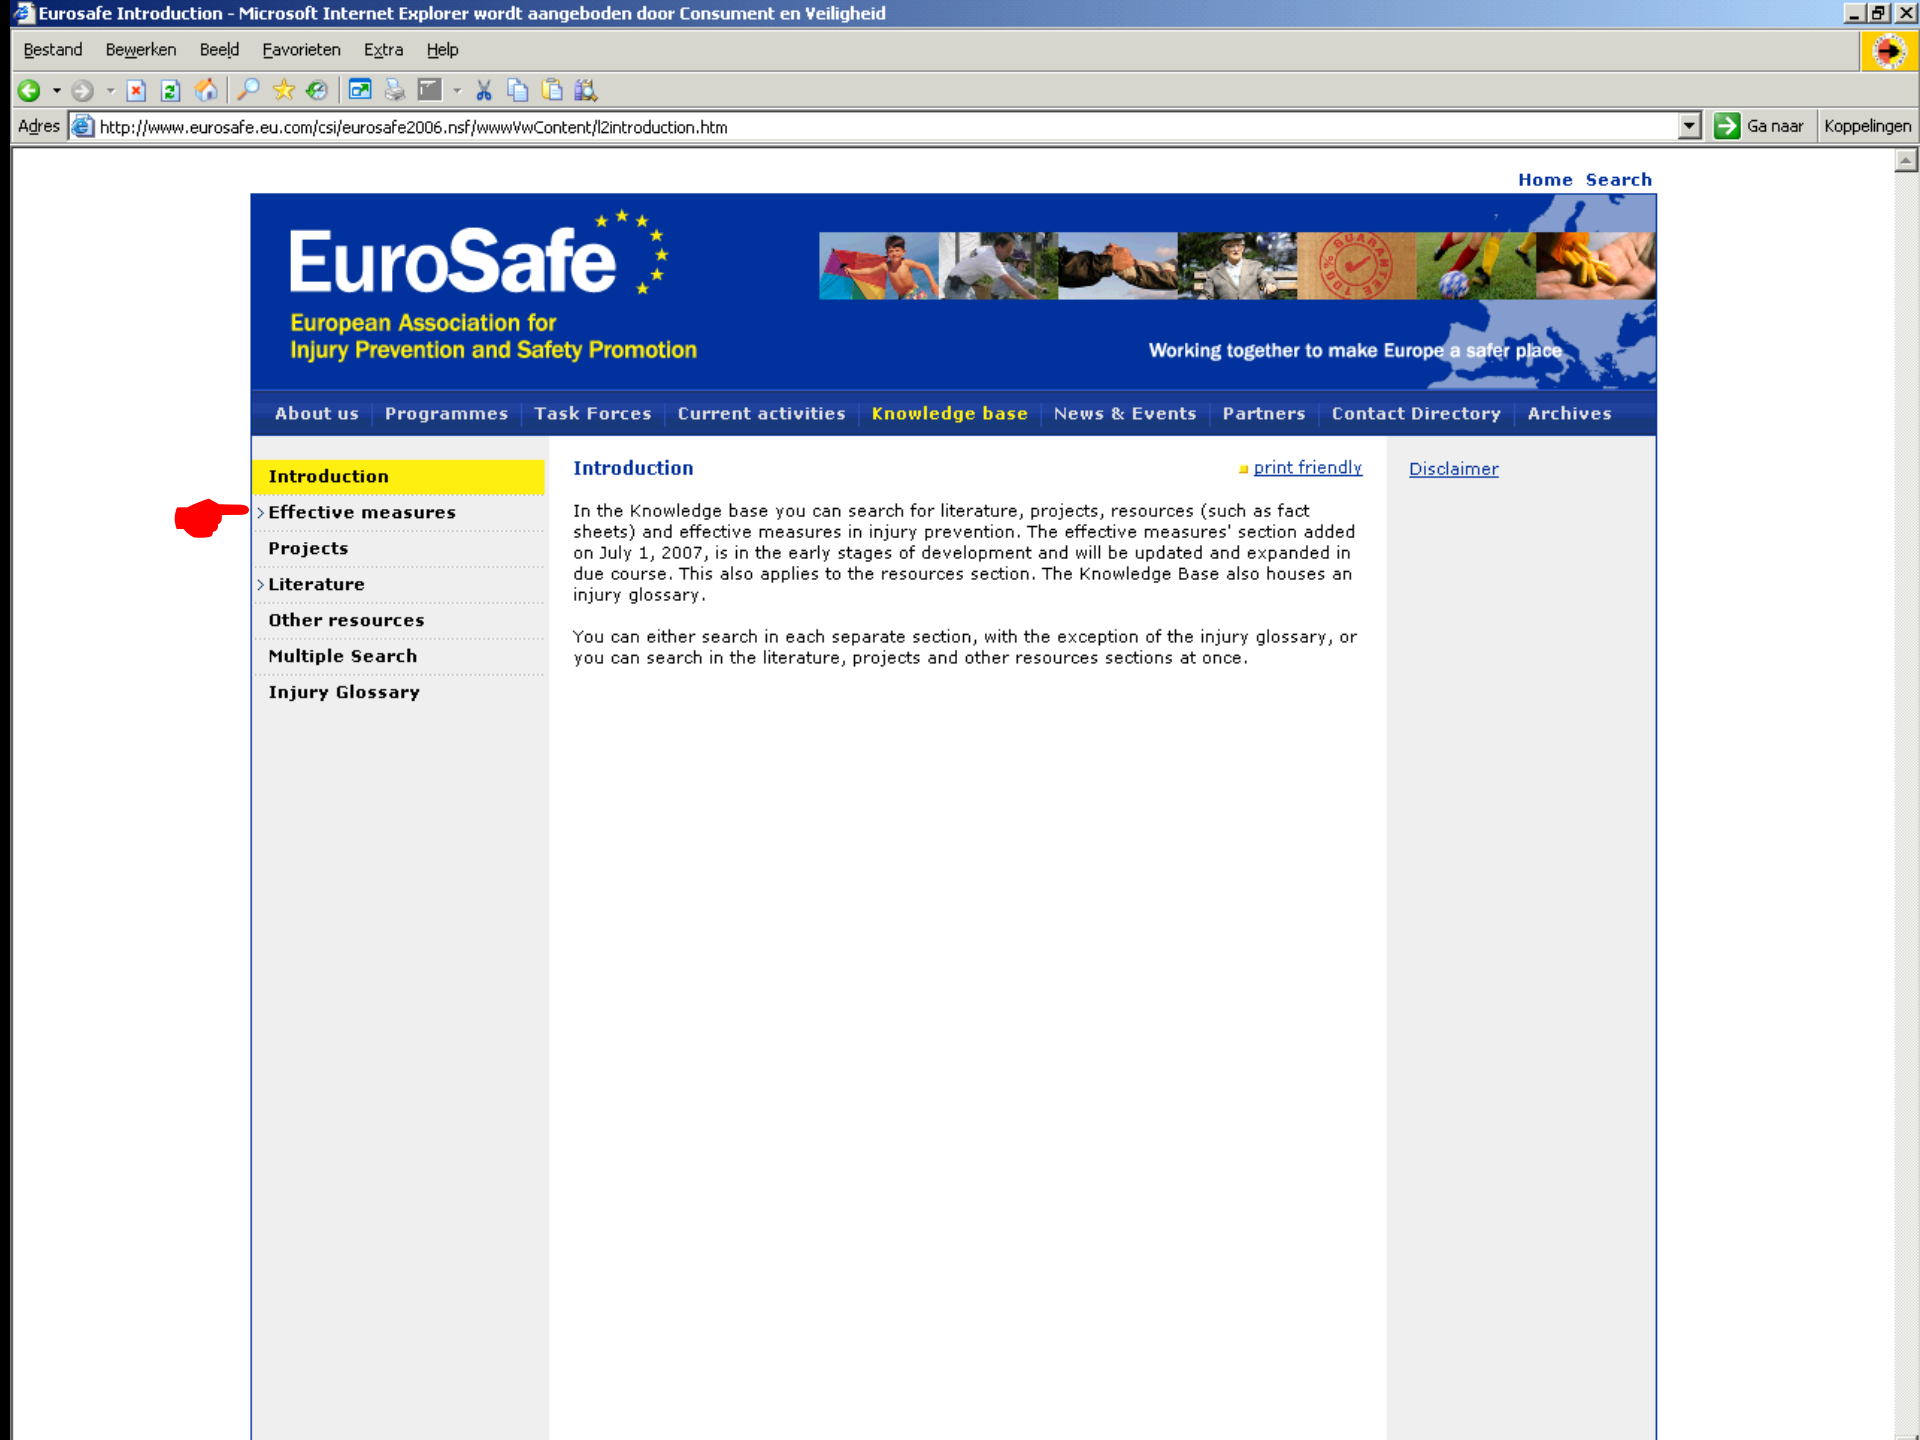 Eurosafe Introduction - Microsoft Internet Explorer wordt aangeboden door Consument en Veiligheid
Bestand Bewerken Beeld Favorieten Extra Help
Adres http://www.eurosafe.eu.com/csi/eurosafe2006.nsf/wwwVwContent/l2introduction.htm Ga naar Koppelingen
Home Search
EuroSafe
European Association for
Injury Prevention and Safety Promotion
100% GUARANTEE
Working together to make Europe a safer place
About us Programmes Task Forces Current activities Knowledge base News & Events Partners Contact Directory Archives
Introduction
> Effective measures
Projects
> Literature
Other resources
Multiple Search
Injury Glossary
Introduction print friendly
In the Knowledge base you can search for literature, projects, resources (such as fact
sheets) and effective measures in injury prevention. The effective measures' section added
on July 1, 2007, is in the early stages of development and will be updated and expanded in
due course. This also applies to the resources section. The Knowledge Base also houses an
injury glossary.
You can either search in each separate section, with the exception of the injury glossary, or
you can search in the literature, projects and other resources sections at once.
Disclaimer